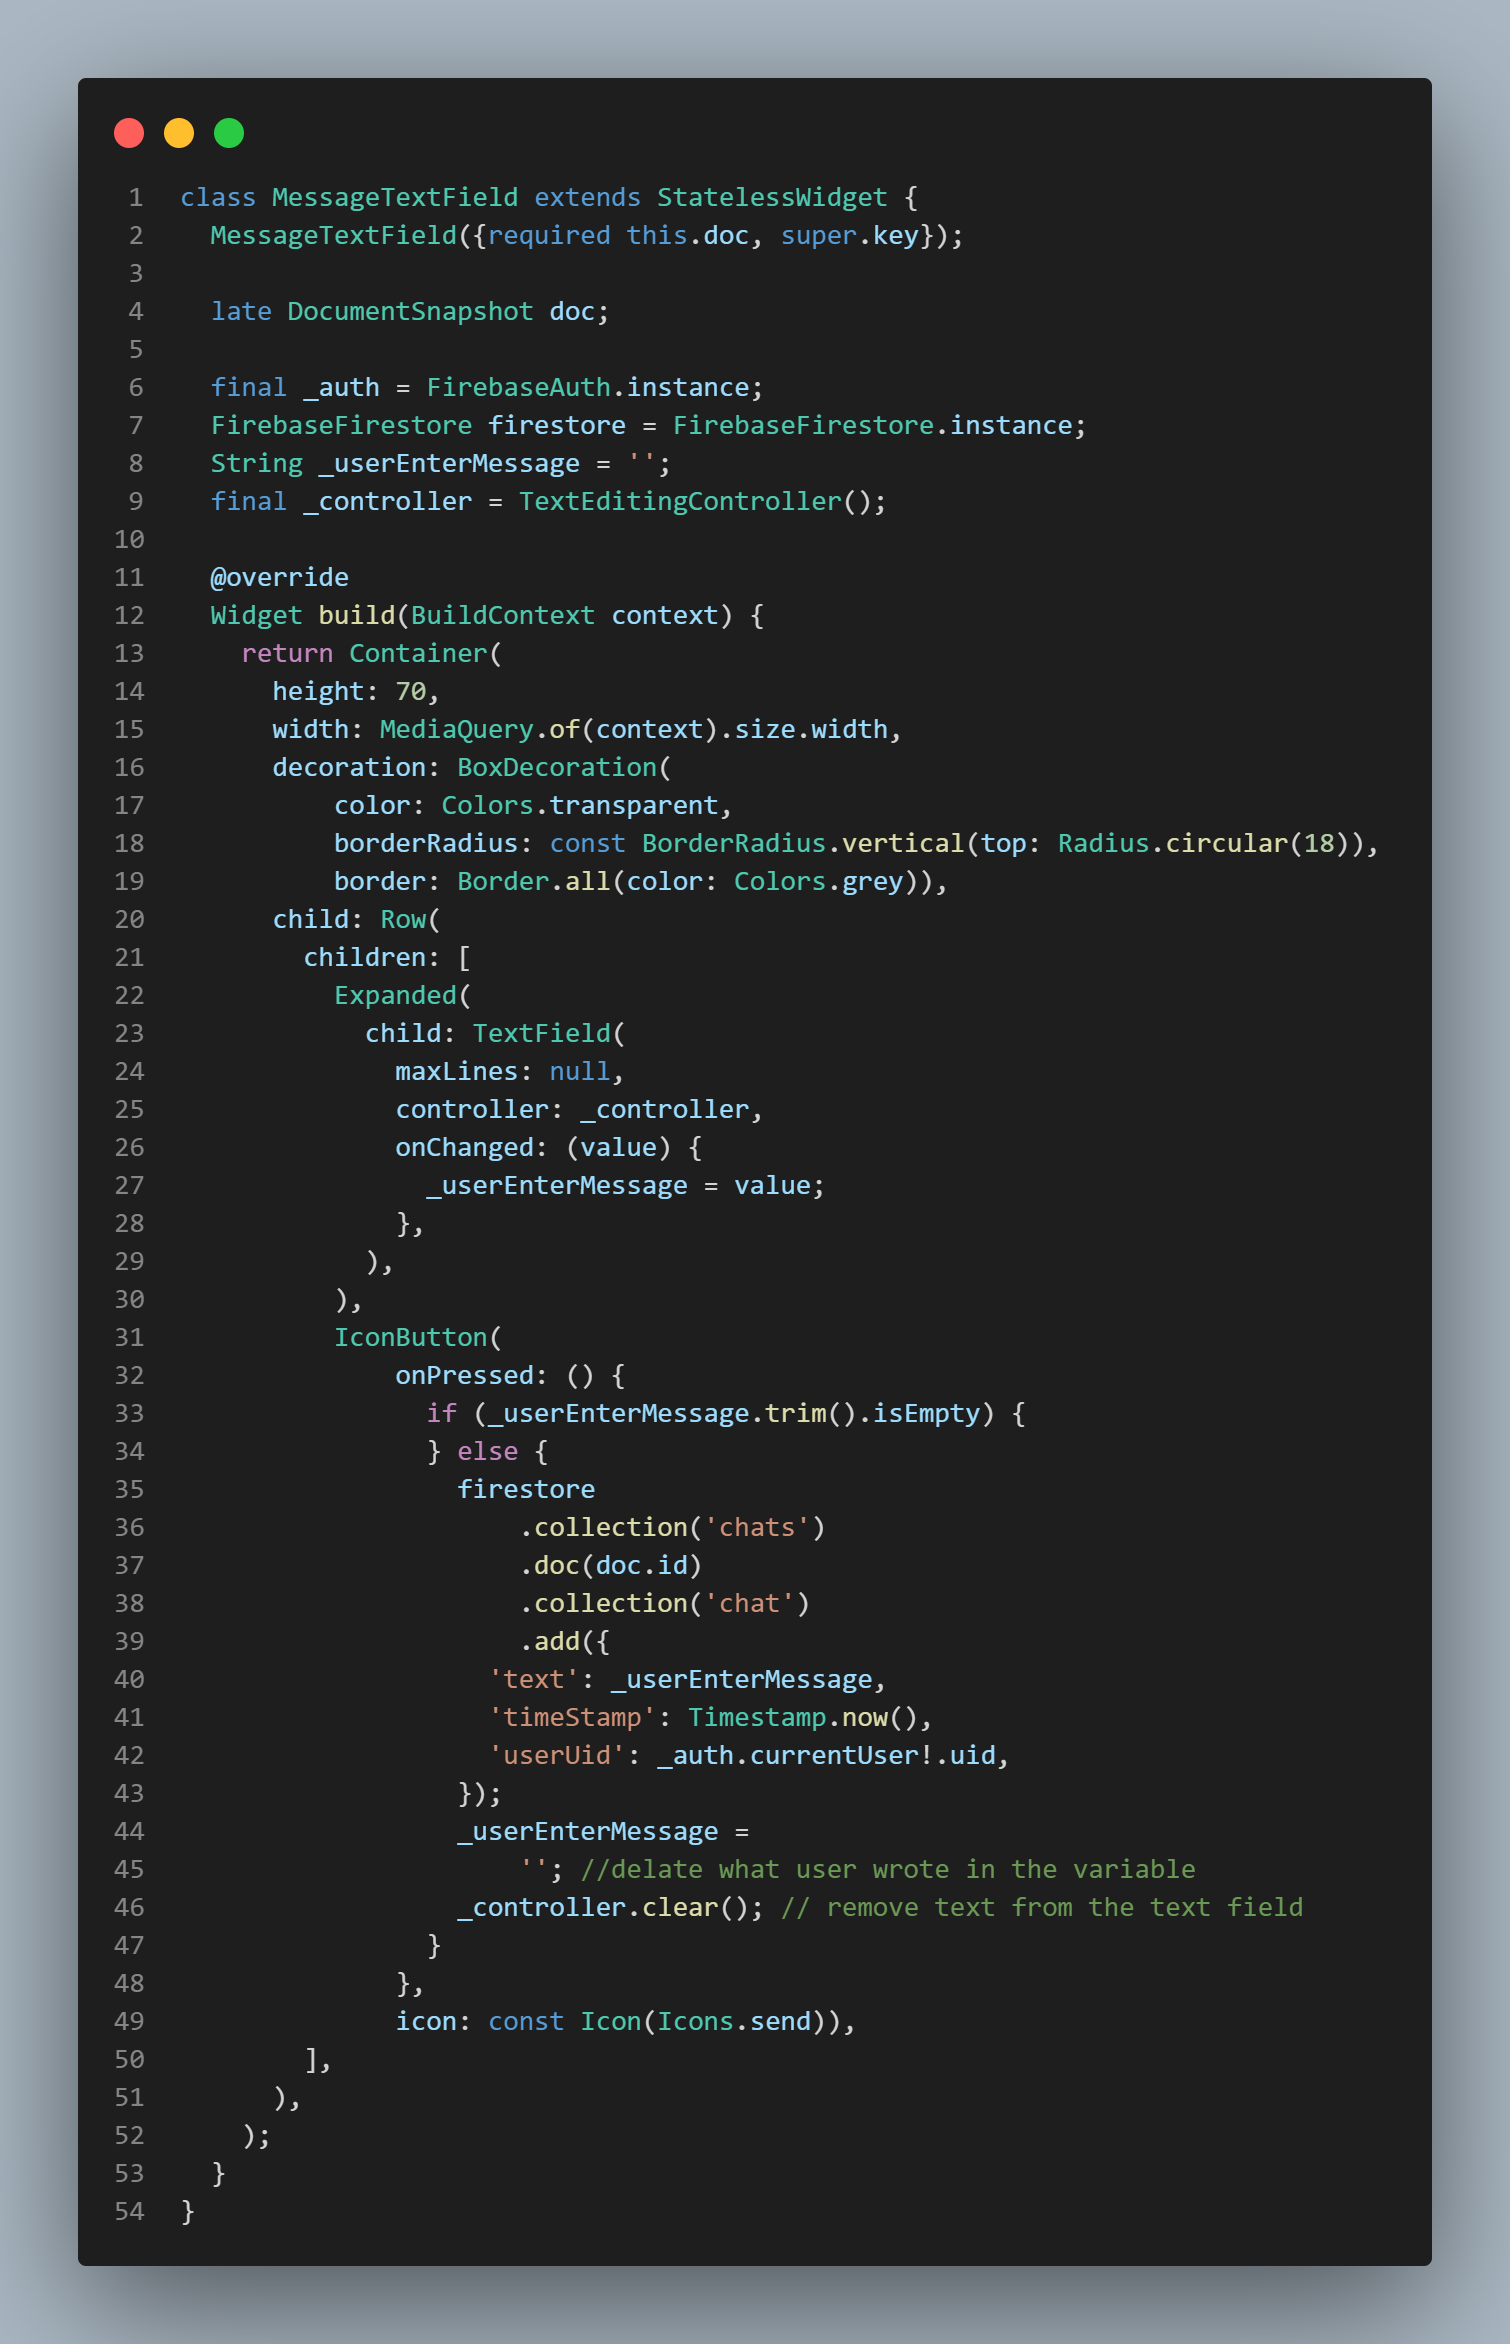 1 class MessageTextField extends StatelessWidget {
2   MessageTextField({required this.doc, super.key});
3
4   late DocumentSnapshot doc;
5
6   final _auth = FirebaseAuth.instance;
7   FirebaseFirestore firestore = FirebaseFirestore.instance;
8   String _userEnterMessage = '';
9   final _controller = TextEditingController();
10
11   @override
12   Widget build(BuildContext context) {
13     return Container(
14       height: 70,
15       width: MediaQuery.of(context).size.width,
16       decoration: BoxDecoration(
17           color: Colors.transparent,
18           borderRadius: const BorderRadius.vertical(top: Radius.circular(18)),
19           border: Border.all(color: Colors.grey)),
20       child: Row(
21         children: [
22           Expanded(
23             child: TextField(
24               maxLines: null,
25               controller: _controller,
26               onChanged: (value) {
27                 _userEnterMessage = value;
28               },
29             ),
30           ),
31           IconButton(
32               onPressed: () {
33                 if (_userEnterMessage.trim().isEmpty) {
34                 } else {
35                   firestore
36                       .collection('chats')
37                       .doc(doc.id)
38                       .collection('chat')
39                       .add({
40                     'text': _userEnterMessage,
41                     'timeStamp': Timestamp.now(),
42                     'userUid': _auth.currentUser!.uid,
43                   });
44                   _userEnterMessage =
45                       ''; //delate what user wrote in the variable
46                   _controller.clear(); // remove text from the text field
47                 }
48               },
49               icon: const Icon(Icons.send)),
50         ],
51       ),
52     );
53   }
54 }